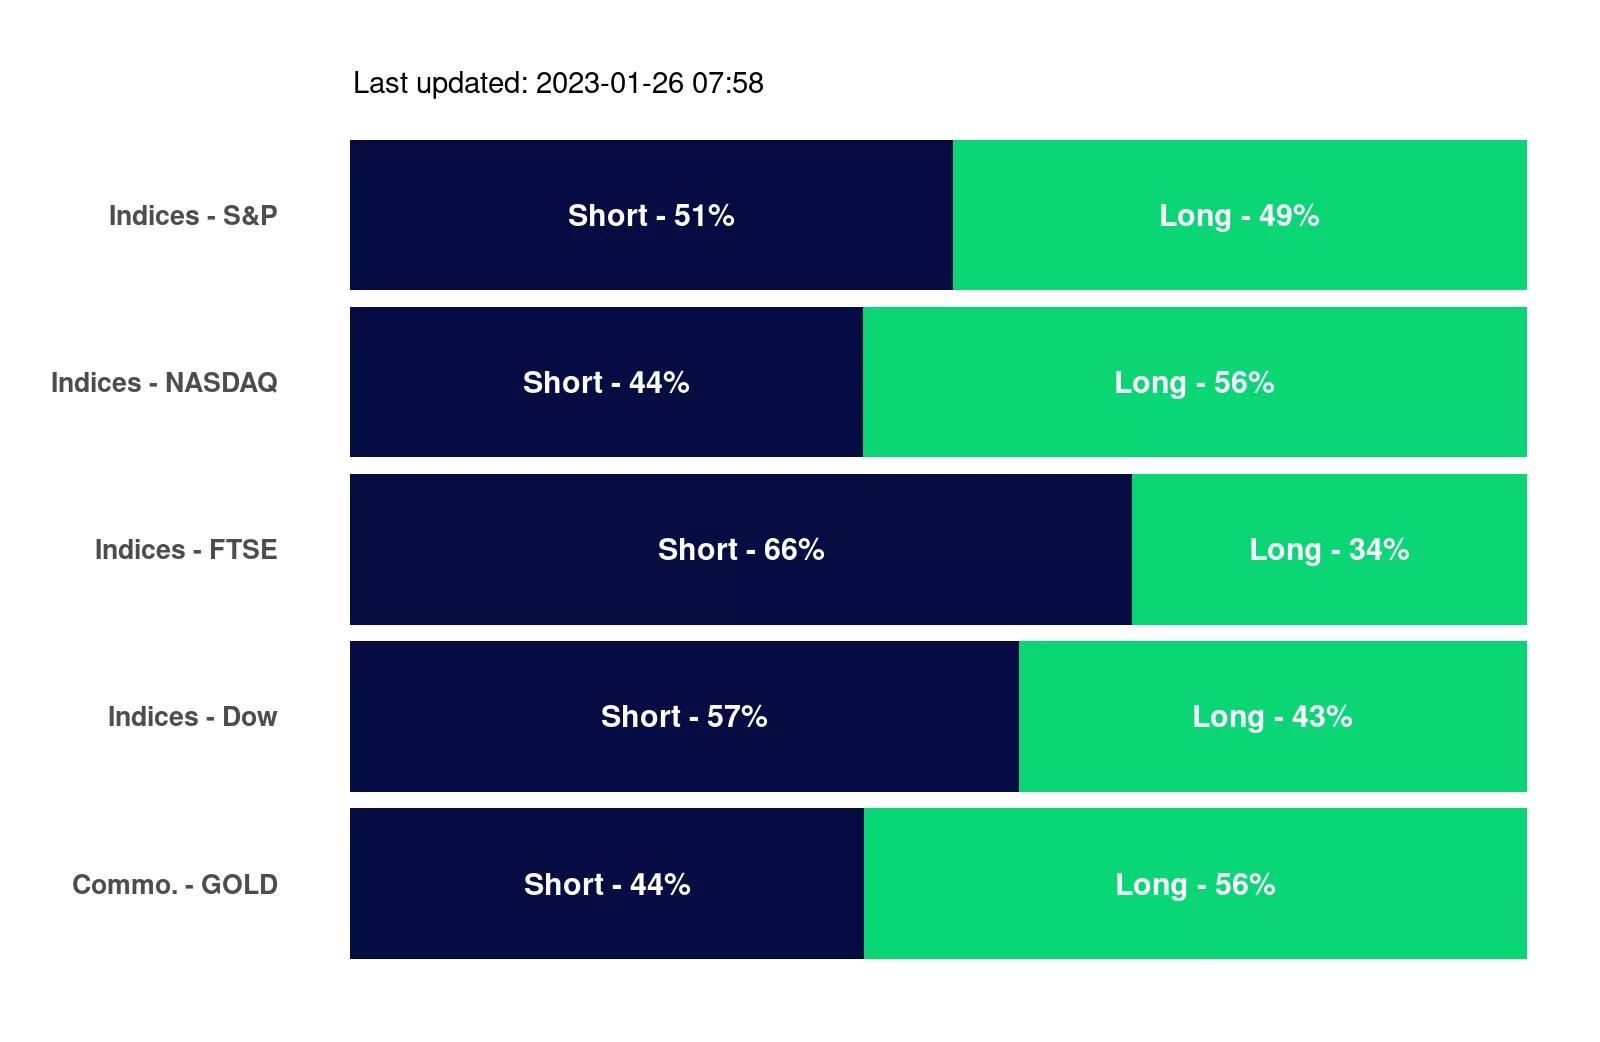 Last updated: 2023-01-26 07:58
Indices - S&P Short - 51% Long - 49%
Indices - NASDAQ Short - 44% Long - 56%
Indices - FTSE Short - 66% Long - 34%
Indices - Dow Short - 57% Long - 43%
Commo. - GOLD Short - 44% Long - 56%